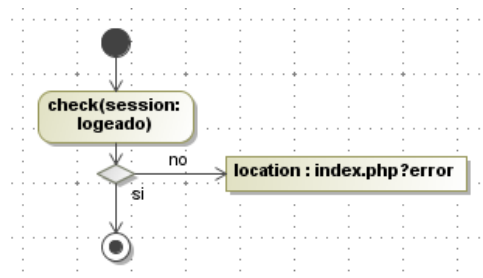 check(session:
logeado)
no
location : index.php?error
si